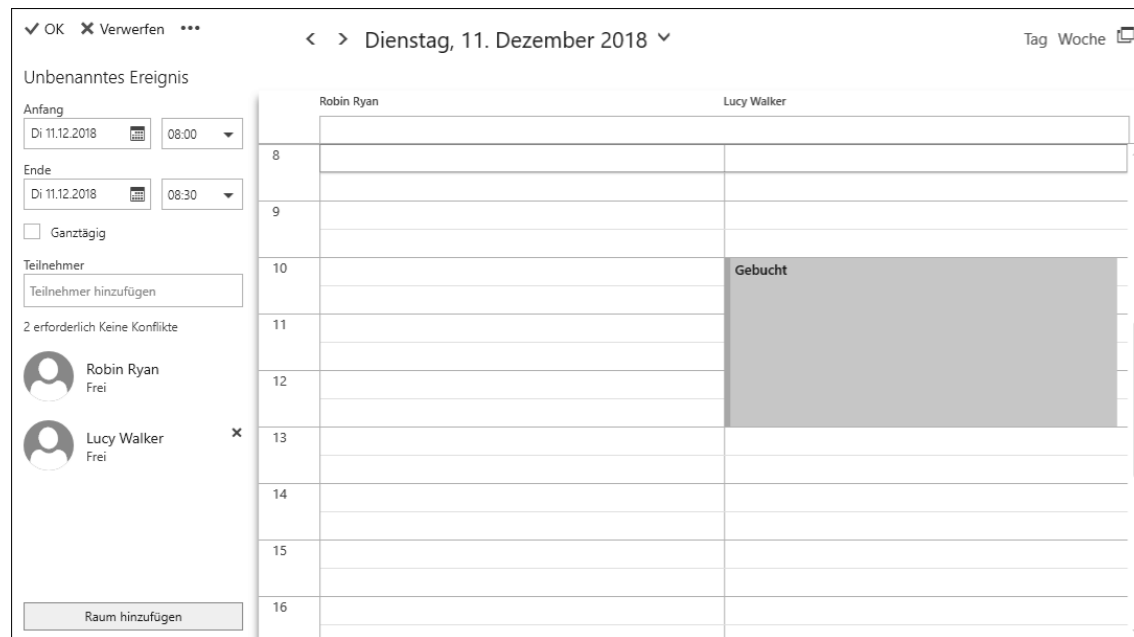 OK Verwerfen •••
Unbenanntes Ereignis
Anfang
Di 11.12.2018 08:00
Ende
Di 11.12.2018 08:30
Ganztägig
Teilnehmer
Teilnehmer hinzufügen
2 erforderlich Keine Konflikte
Robin Ryan
Frei
Lucy Walker
Frei
Raum hinzufügen
Dienstag, 11. Dezember 2018
Tag Woche
Robin Ryan Lucy Walker
8
9
10 Gebucht
11
12
13
14
15
16